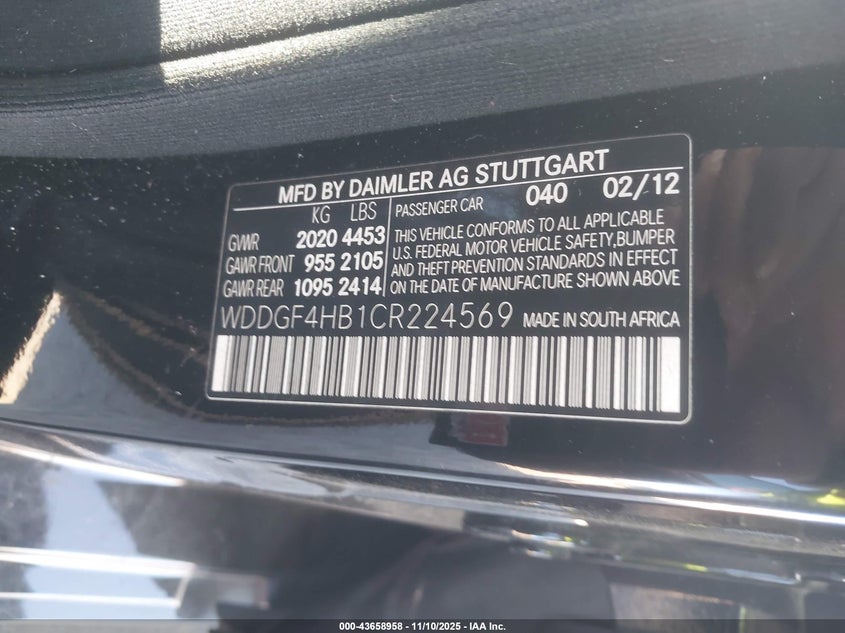 MFD BY DAIMLER AG STUTTGART
KG LBS
GVWR 2020 4453
GAWR FRONT 955 2105
GAWR REAR 1095 2414
PASSENGER CAR 040 02/12
THIS VEHICLE CONFORMS TO ALL APPLICABLE
U.S. FEDERAL MOTOR VEHICLE SAFETY,BUMPER
AND THEFT PREVENTION STANDARDS IN EFFECT
ON THE DATE OF MANUFACTURE SHOWN ABOVE
WDDGF4HB1CR224569 MADE IN SOUTH AFRICA
000-43658958 - 11/10/2025 - IAA Inc.